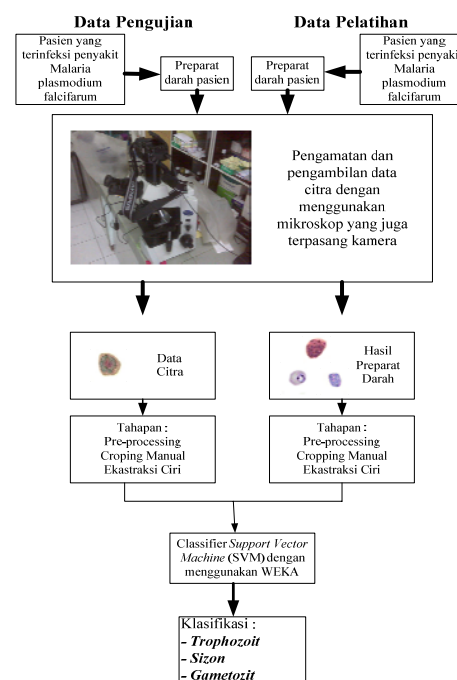 Data Pengujian
Data Pelatihan
Pasien yang
terinfeksi penyakit
Malaria
plasmodium
falcifarum
Preparat
darah pasien
Preparat
darah pasien
Pasien yang
terinfeksi penyaki
Malaria
plasmodium
falcifarum
Pengamatan dan
pengambilan data
citra dengan
menggunakan
mikroskop yang juga
terpasang kamera
Data
Citra
Hasil
Preparat
Darah
Tahapan :
Pre-processing
Croping Manual
Ekastraksi Ciri
Tahapan :
Pre-processing
Cropping Manual
Ekastraksi Ciri
Classifier Support Vector
Machine (SVM) dengan
menggunakan WEKA
Klasifikasi :
- Trophozoit
- Sizon
- Gametozit